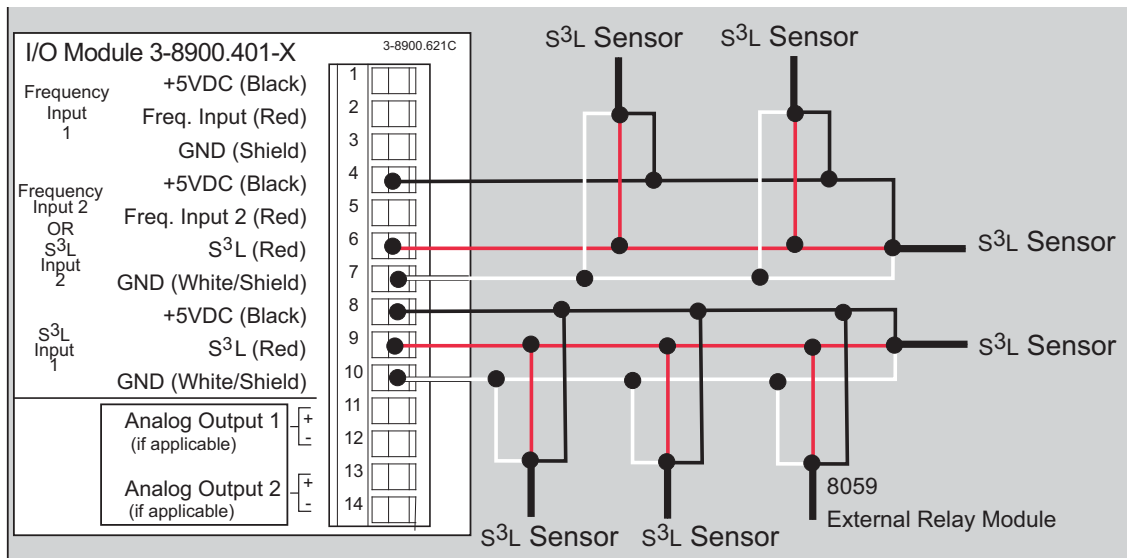 I/O Module 3-8900.401-X
3-8900.621C
Frequency
Input
1
+5VDC (Black)
Freq. Input (Red)
GND (Shield)
Frequency
Input 2
OR
S³L
Input
2
+5VDC (Black)
Freq. Input 2 (Red)
S³L (Red)
GND (White/Shield)
S³L
Input
1
+5VDC (Black)
S³L (Red)
GND (White/Shield)
Analog Output 1
(if applicable)
+
-
Analog Output 2
(if applicable)
+
-
1
2
3
4
5
6
7
8
9
10
11
12
13
14
S³L Sensor
S³L Sensor
S³L Sensor
S³L Sensor
S³L Sensor
S³L Sensor
8059
External Relay Module